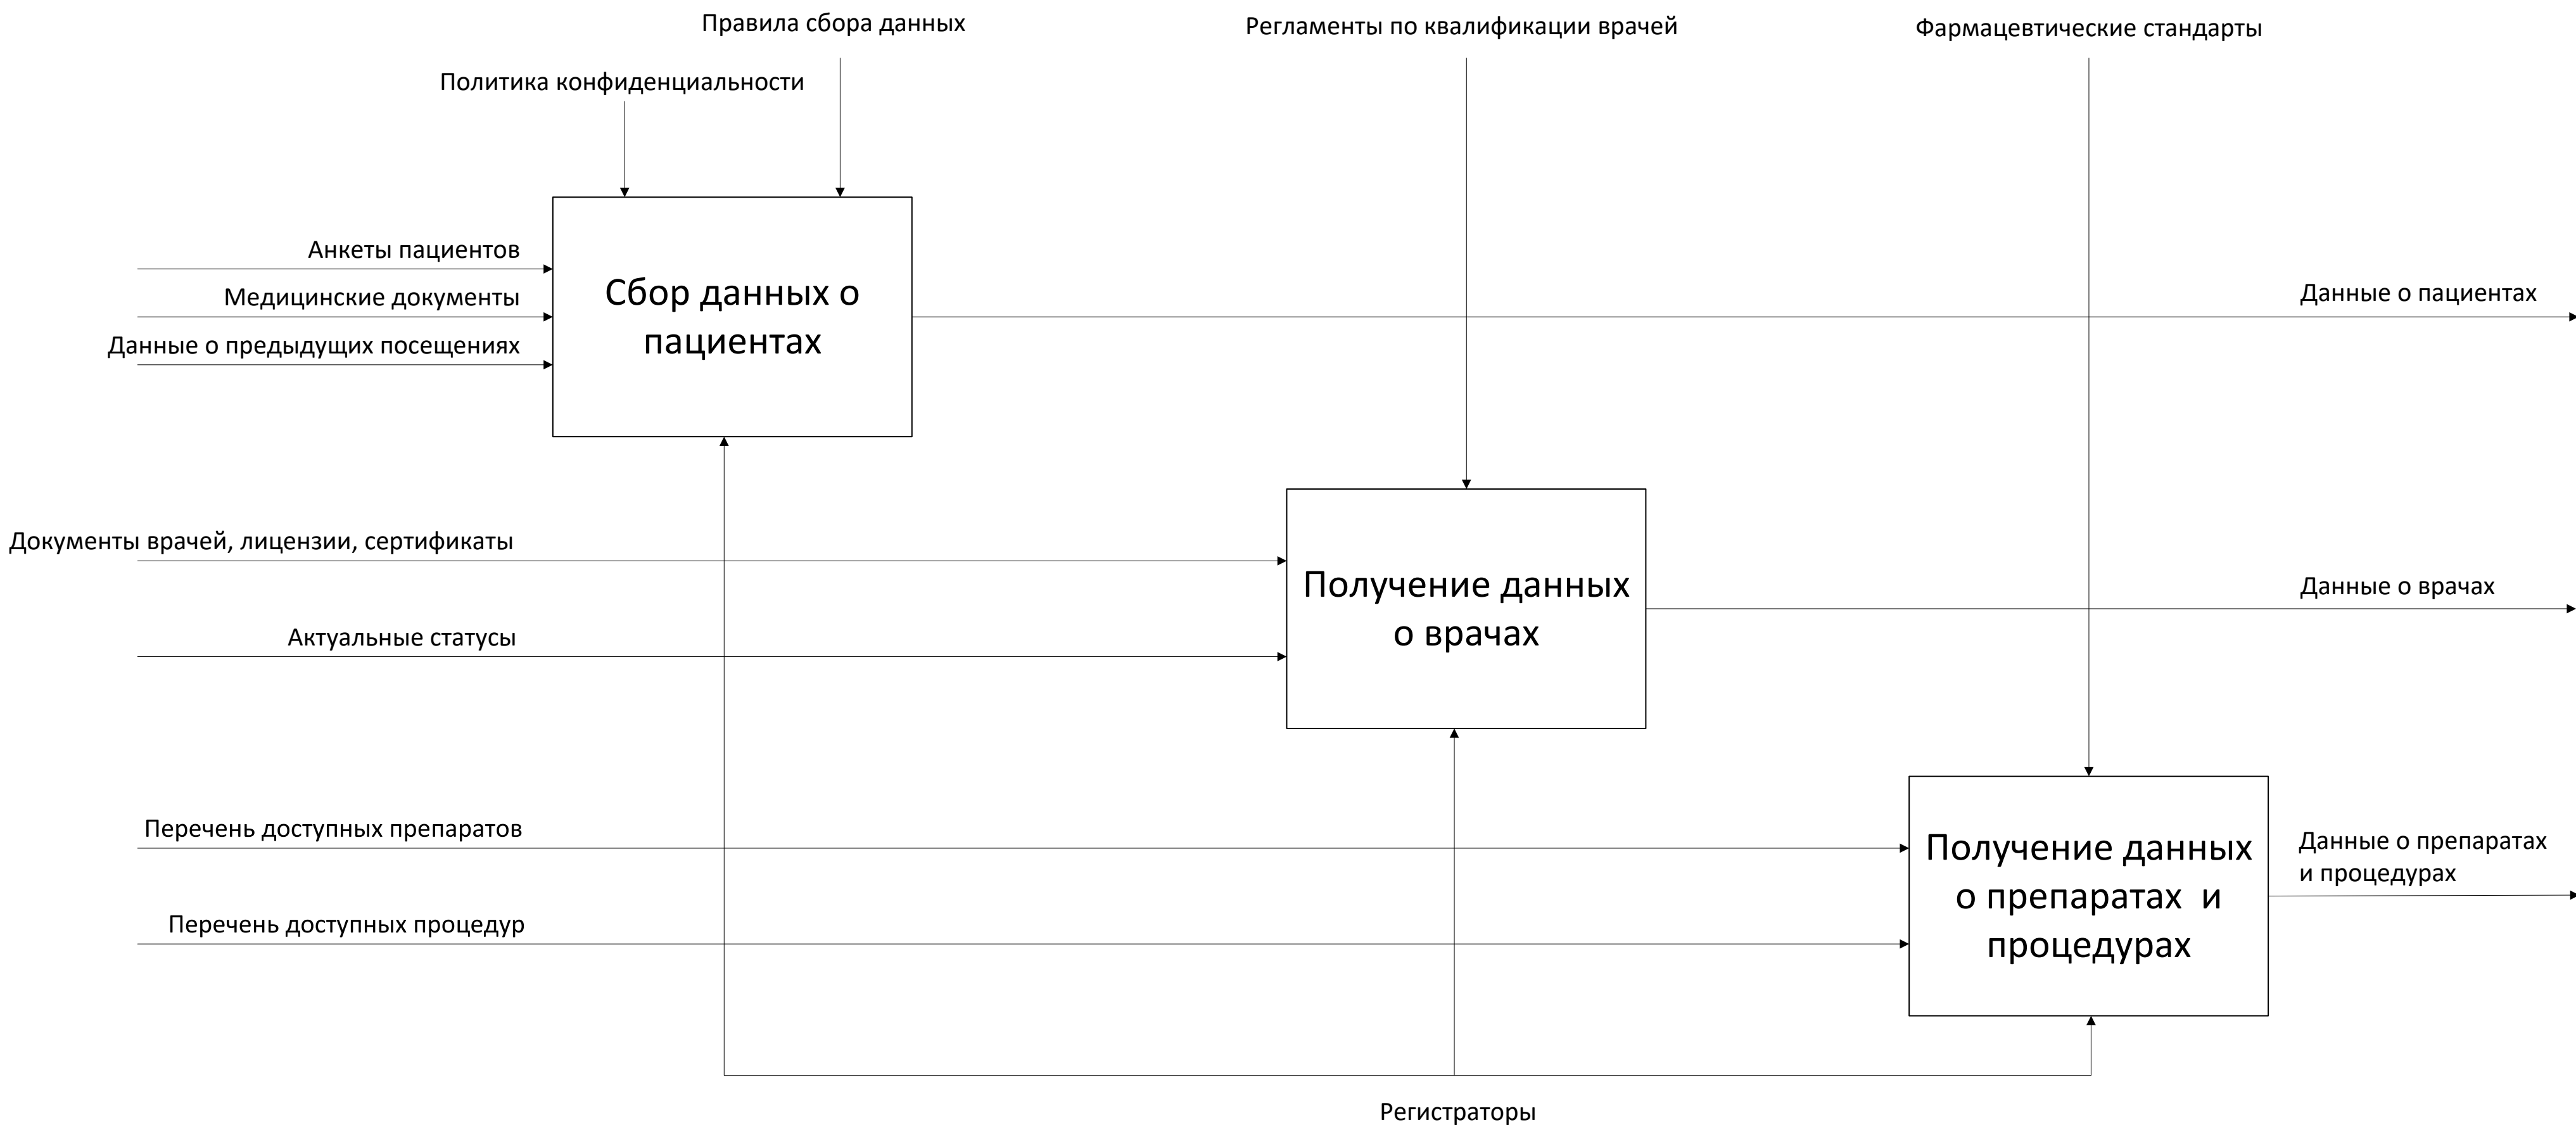 Правила сбора данных
Регламенты по квалификации врачей
Фармацевтические стандарты
Политика конфиденциальности
Анкеты пациентов
Медицинские документы
Данные о предыдущих посещениях
Сбор данных о
пациентах
Данные о пациентах
Документы врачей, лицензии, сертификаты
Актуальные статусы
Получение данных
о врачах
Данные о врачах
Перечень доступных препаратов
Перечень доступных процедур
Получение данных
о препаратах и
процедурах
Данные о препаратах
и процедурах
Регистраторы